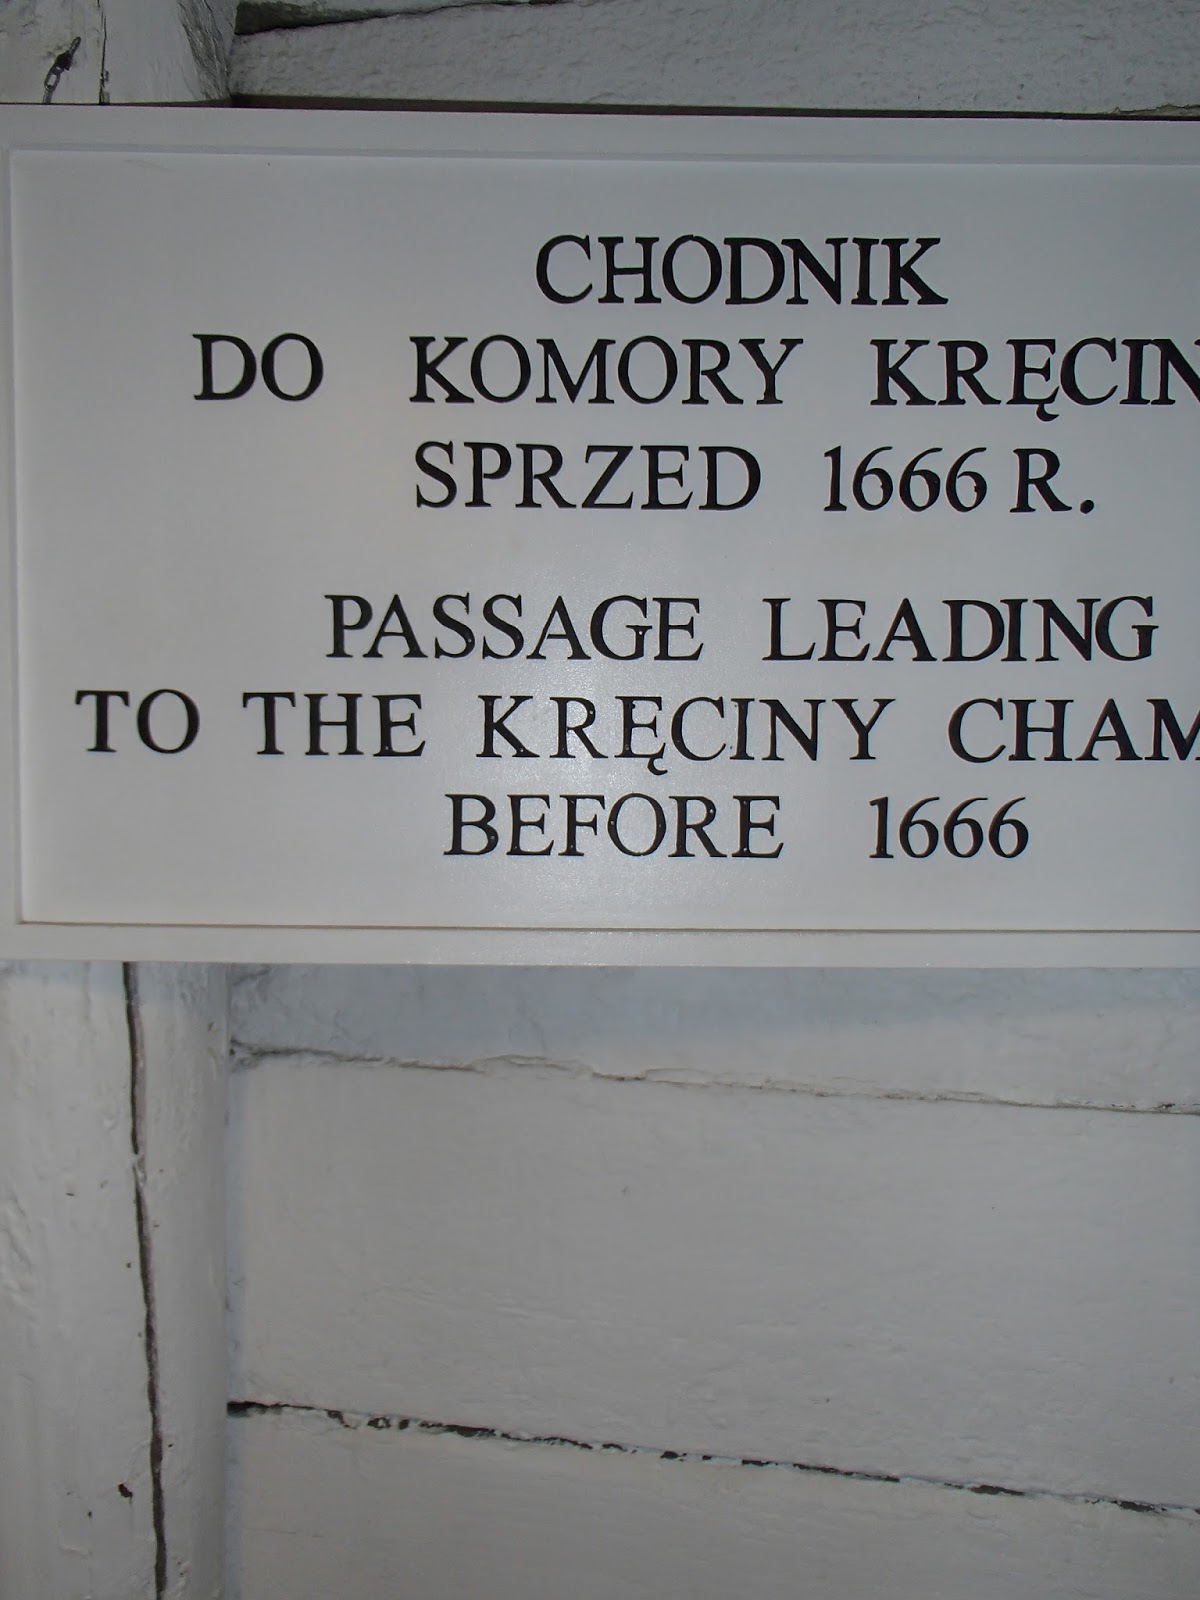 CHODNIK
DO KOMORY KRĘCIN
SPRZED 1666 R.
PASSAGE LEADING
TO THE KRĘCINY CHAM
BEFORE 1666